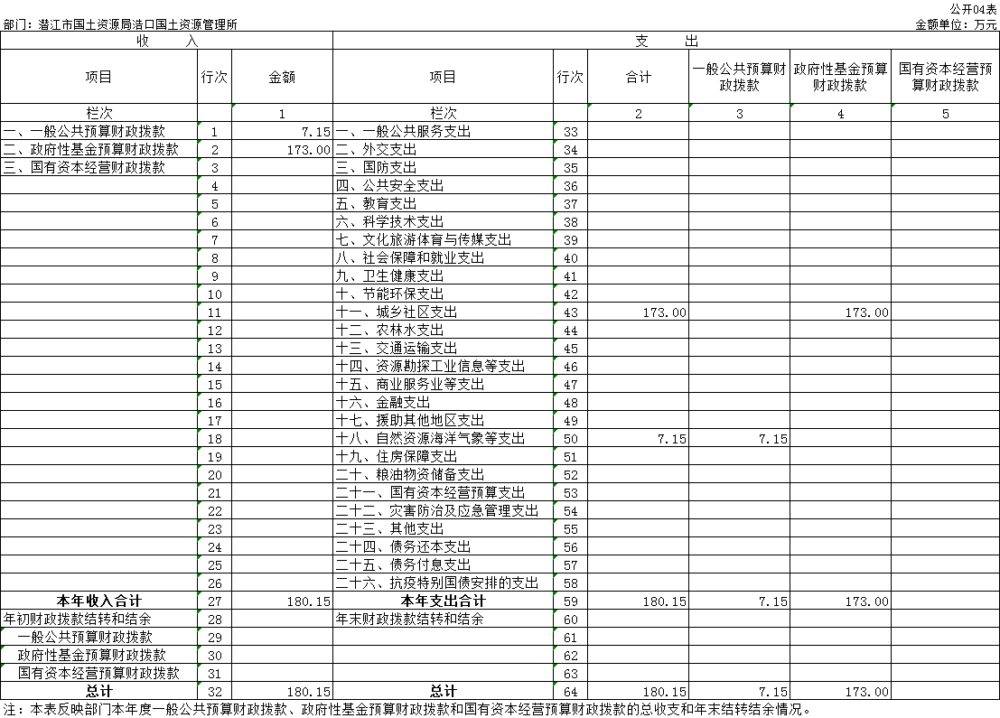 公开04表
部门：潜江市国土资源局浩口国土资源管理所 金额单位：万元
收 入 支 出
项目 行次 金额 项目 行次 合计 一般公共预算财政拨款 政府性基金预算财政拨款 国有资本经营预算财政拨款
栏次 1 栏次 2 3 4 5
一、一般公共预算财政拨款 1 7.15 一、一般公共服务支出 33
二、政府性基金预算财政拨款 2 173.00 二、外交支出 34
三、国有资本经营财政拨款 3 三、国防支出 35
4 四、公共安全支出 36
5 五、教育支出 37
6 六、科学技术支出 38
7 七、文化旅游体育与传媒支出 39
8 八、社会保障和就业支出 40
9 九、卫生健康支出 41
10 十、节能环保支出 42
11 十一、城乡社区支出 43 173.00 173.00
12 十二、农林水支出 44
13 十三、交通运输支出 45
14 十四、资源勘探工业信息等支出 46
15 十五、商业服务业等支出 47
16 十六、金融支出 48
17 十七、援助其他地区支出 49
18 十八、自然资源海洋气象等支出 50 7.15 7.15
19 十九、住房保障支出 51
20 二十、粮油物资储备支出 52
21 二十一、国有资本经营预算支出 53
22 二十二、灾害防治及应急管理支出 54
23 二十三、其他支出 55
24 二十四、债务还本支出 56
25 二十五、债务付息支出 57
26 二十六、抗疫特别国债安排的支出 58
本年收入合计 27 180.15 本年支出合计 59 180.15 7.15 173.00
年初财政拨款结转和结余 28 年末财政拨款结转和结余 60
一般公共预算财政拨款 29 61
政府性基金预算财政拨款 30 62
国有资本经营预算财政拨款 31 63
总计 32 180.15 总计 64 180.15 7.15 173.00
注：本表反映部门本年度一般公共预算财政拨款、政府性基金预算财政拨款和国有资本经营预算财政拨款的总收支和年末结转结余情况。